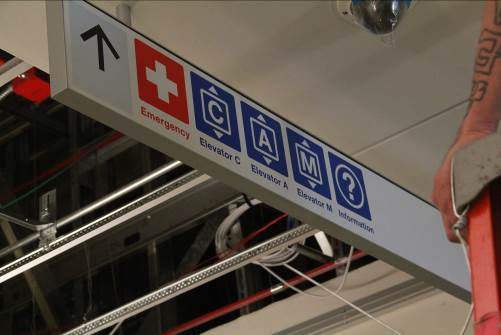 Emergency
C
Elevator C
A
Elevator A
M
Elevator M
?
Information